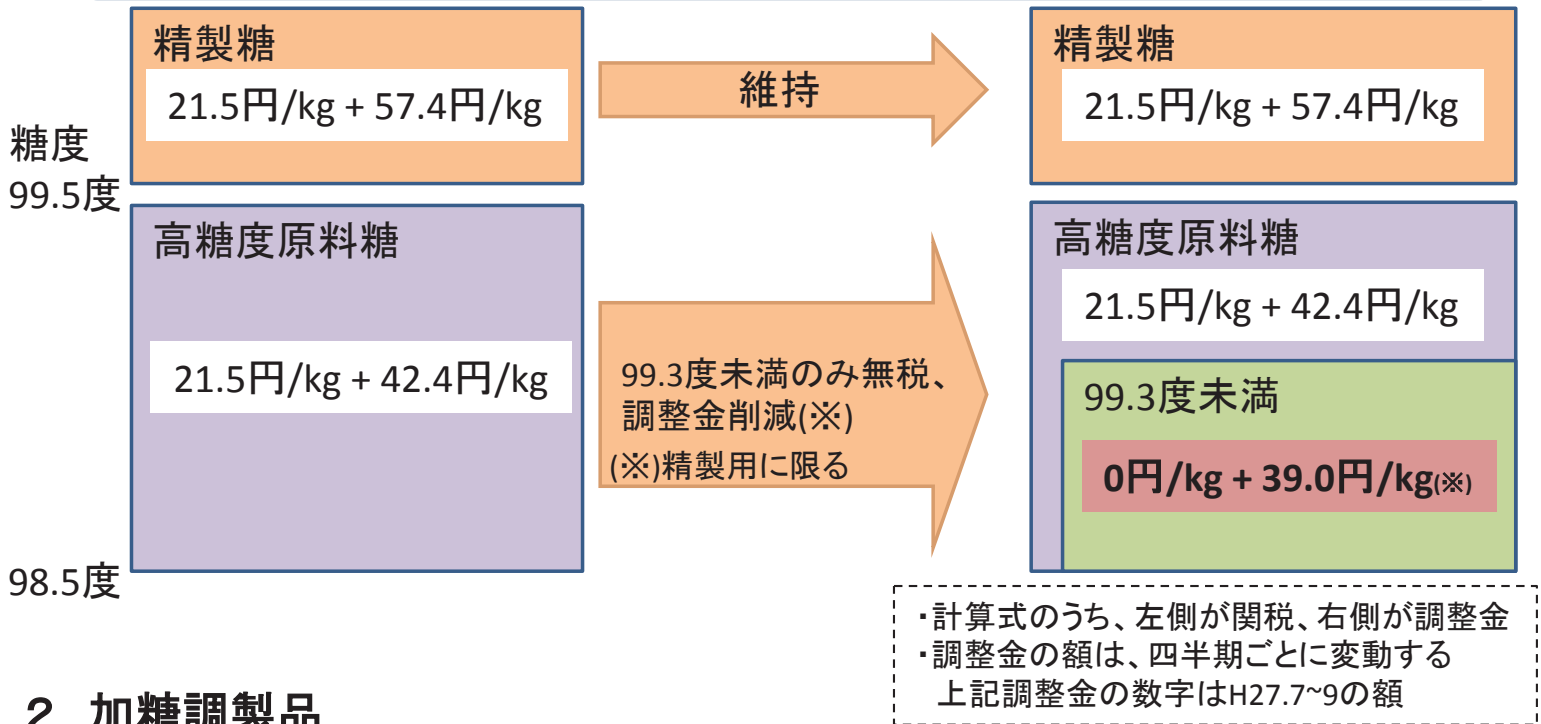 精製糖
21.5円/kg + 57.4円/kg
維持
精製糖
21.5円/kg + 57.4円/kg
糖度
99.5度
高糖度原料糖
21.5円/kg + 42.4円/kg
99.3度未満のみ無税、
調整金削減(※)
(※)精製用に限る
高糖度原料糖
21.5円/kg + 42.4円/kg
99.3度未満
0円/kg + 39.0円/kg(※)
98.5度
・計算式のうち、左側が関税、右側が調整金
・調整金の額は、四半期ごとに変動する
上記調整金の数字はH27.7~9の額
２ 加糖調製品